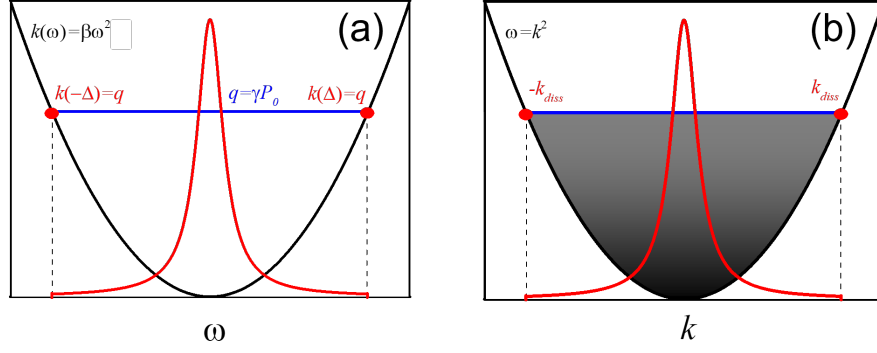 (a)
k(ω)=βω²
k(−Δ)=q
q=γP₀
k(Δ)=q
ω
(b)
ω=k²
-k_diss
k_diss
k